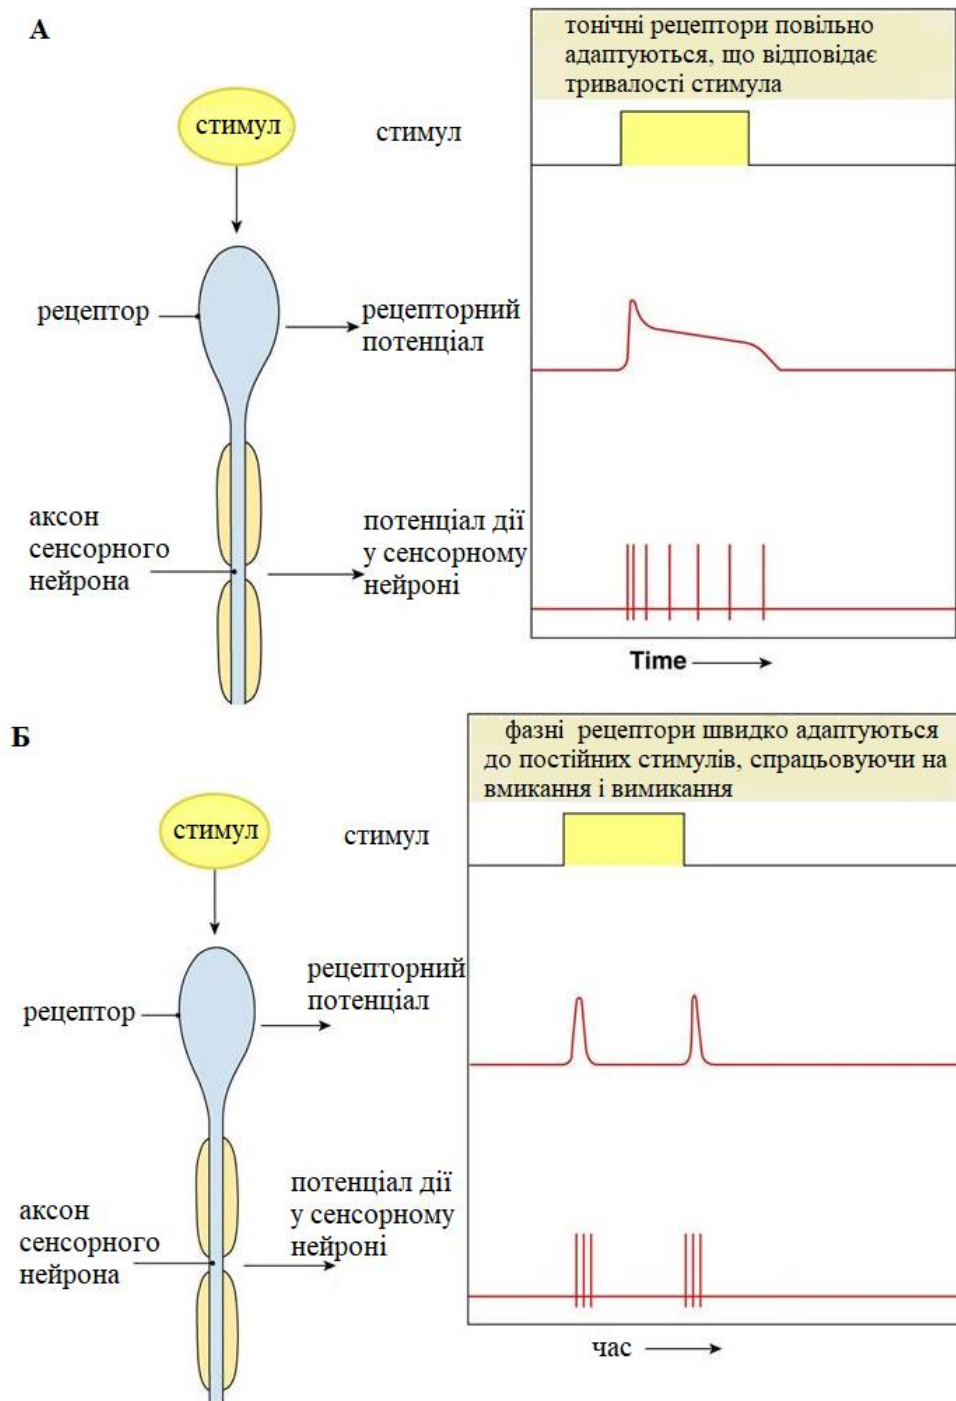 А
тонічні рецептори повільно
адаптуються, що відповідає
тривалості стимула
стимул
стимул
рецептор
рецепторний
потенціал
аксон
сенсорного
нейрона
потенціал дії
у сенсорному
нейроні
Time
Б
фазні рецептори швидко адаптуються
до постійних стимулів, спрацьовуючи на
вмикання і вимикання
стимул
стимул
рецепторний
потенціал
рецептор
потенціал дії
у сенсорному
нейроні
аксон
сенсорного
нейрона
час